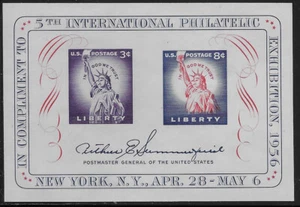 IN COMPLIMENT TO
5TH INTERNATIONAL PHILATELIC
EXHIBITION, 1956
U.S. POSTAGE 3¢
IN GOD WE TRUST
LIBERTY
U.S. POSTAGE 8¢
IN GOD WE TRUST
LIBERTY
Arthur E. Summerfield
POSTMASTER GENERAL OF THE UNITED STATES
NEW YORK, N.Y., APR. 28-MAY 6